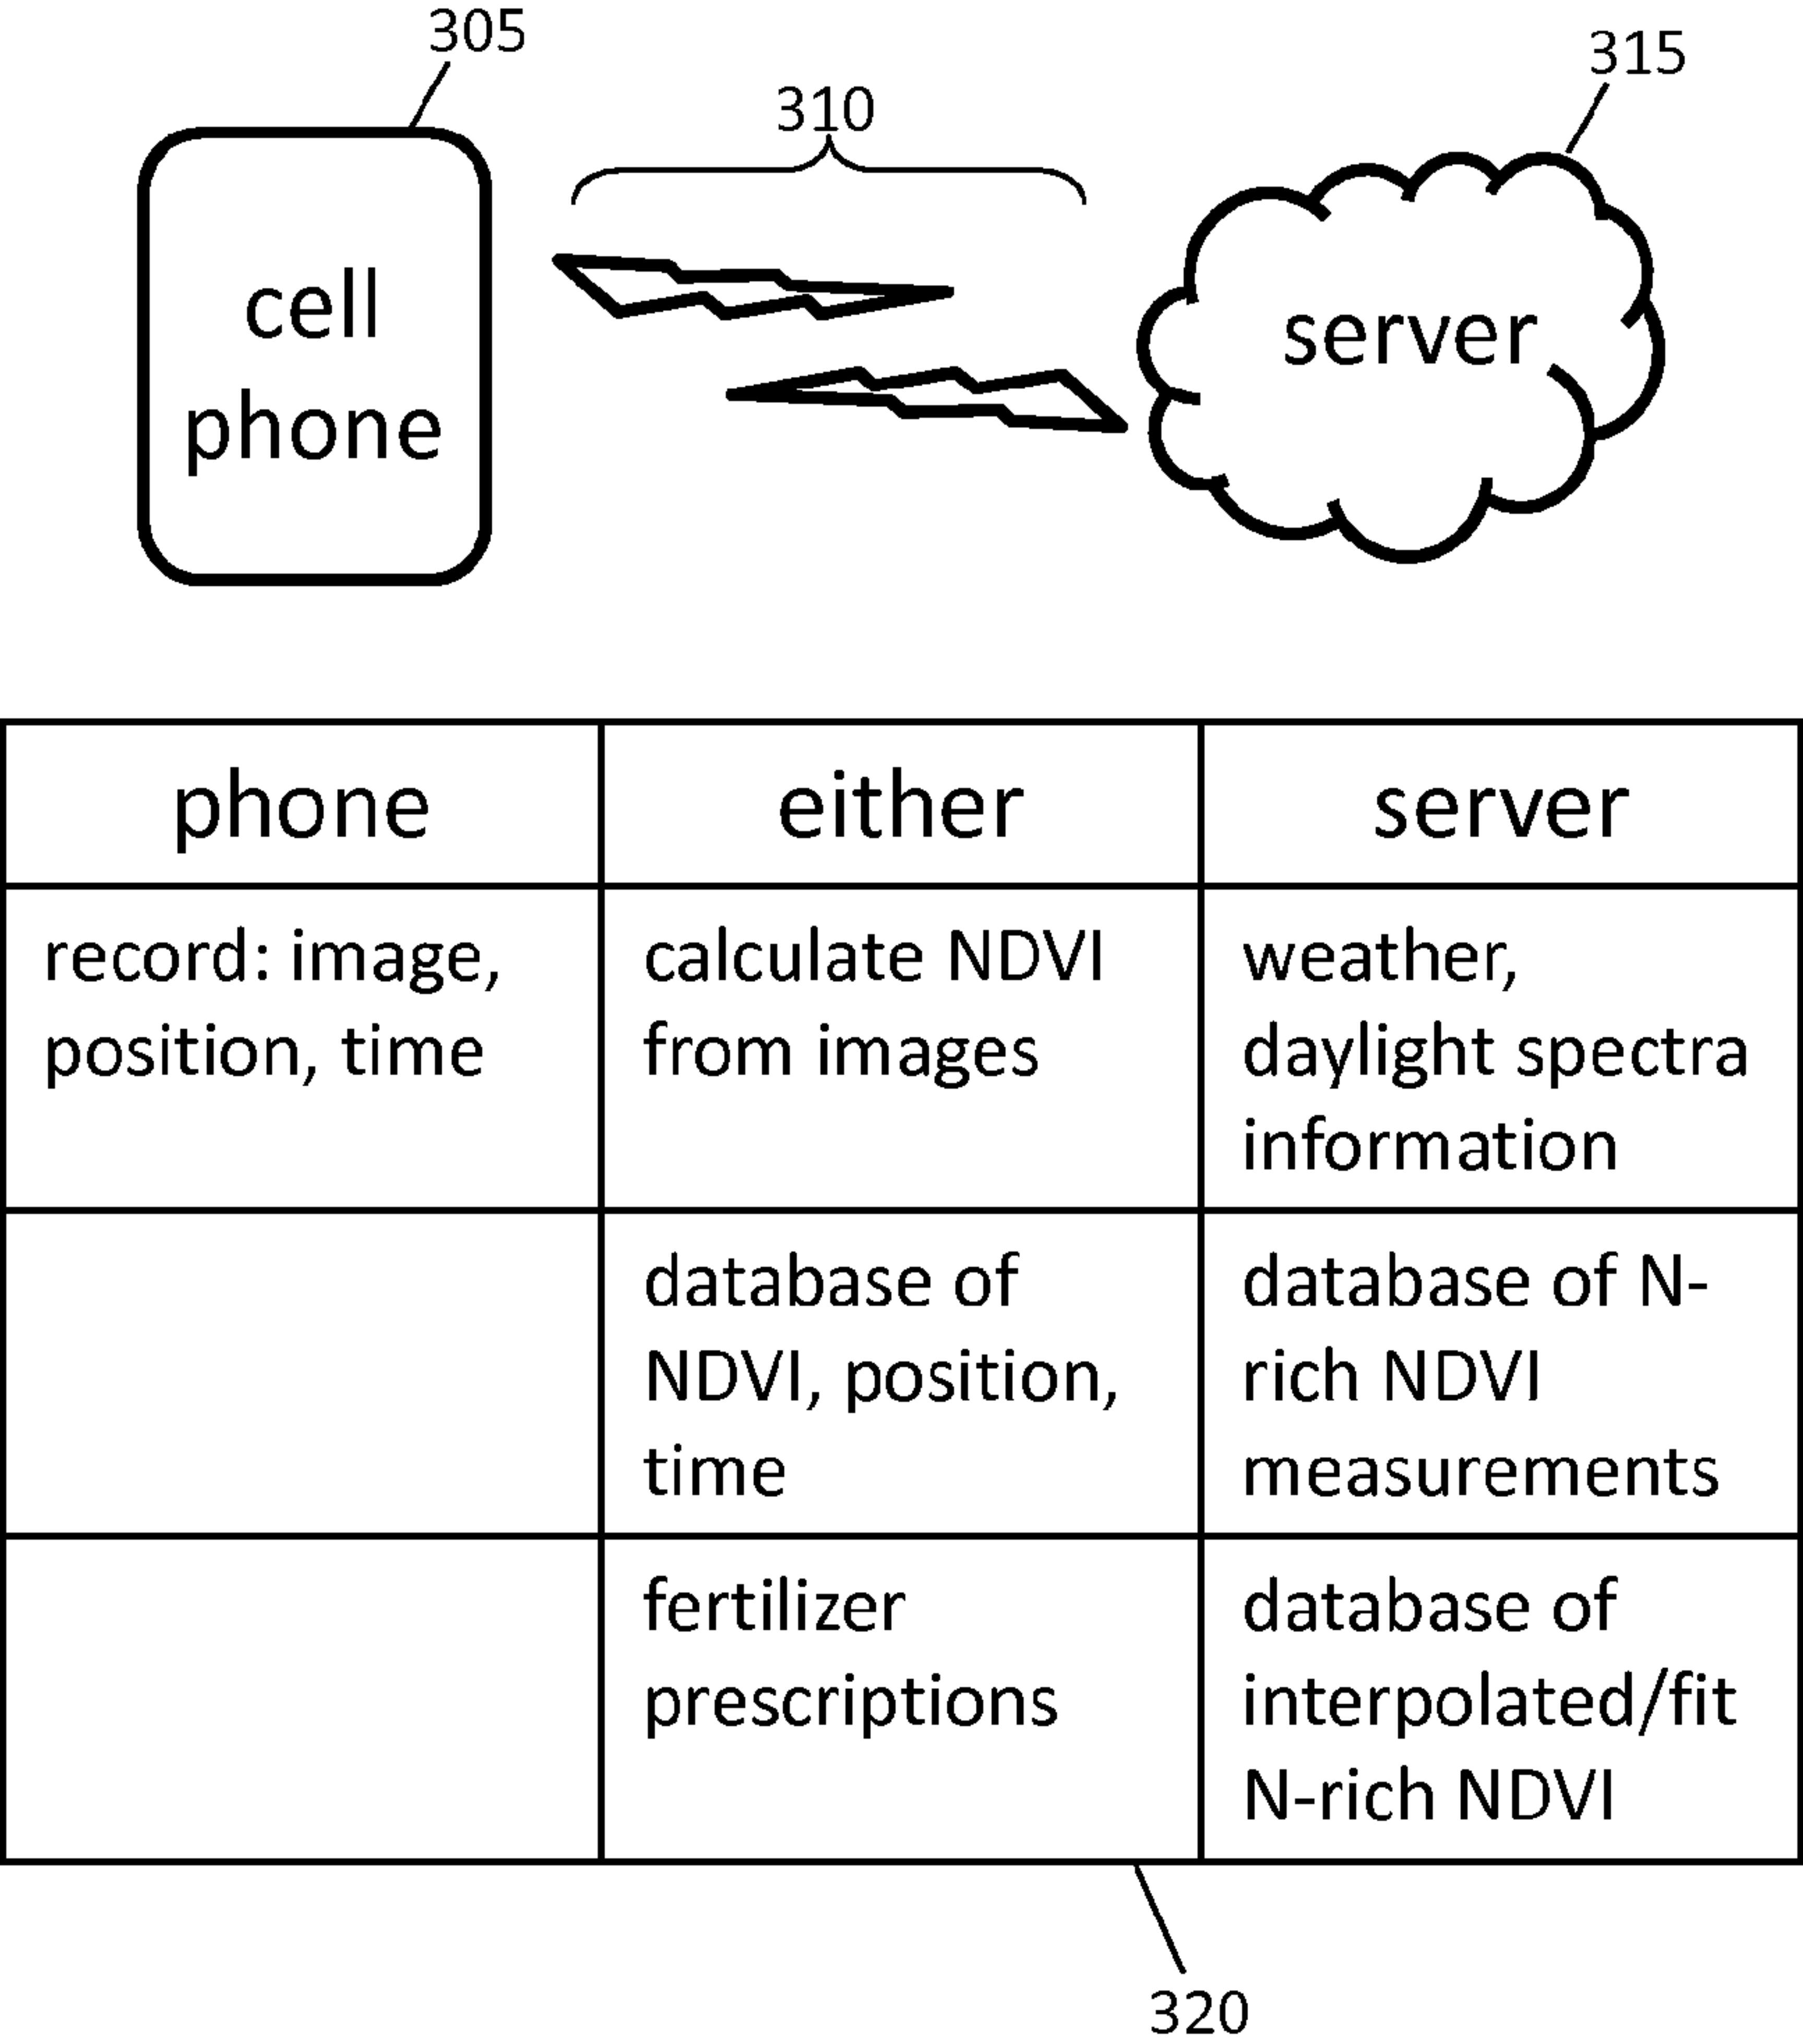 305
310
315
cell
phone
server
phone
either
server
record: image,
position, time
calculate NDVI
from images
weather,
daylight spectra
information
database of
NDVI, position,
time
database of N-
rich NDVI
measurements
fertilizer
prescriptions
database of
interpolated/fit
N-rich NDVI
320